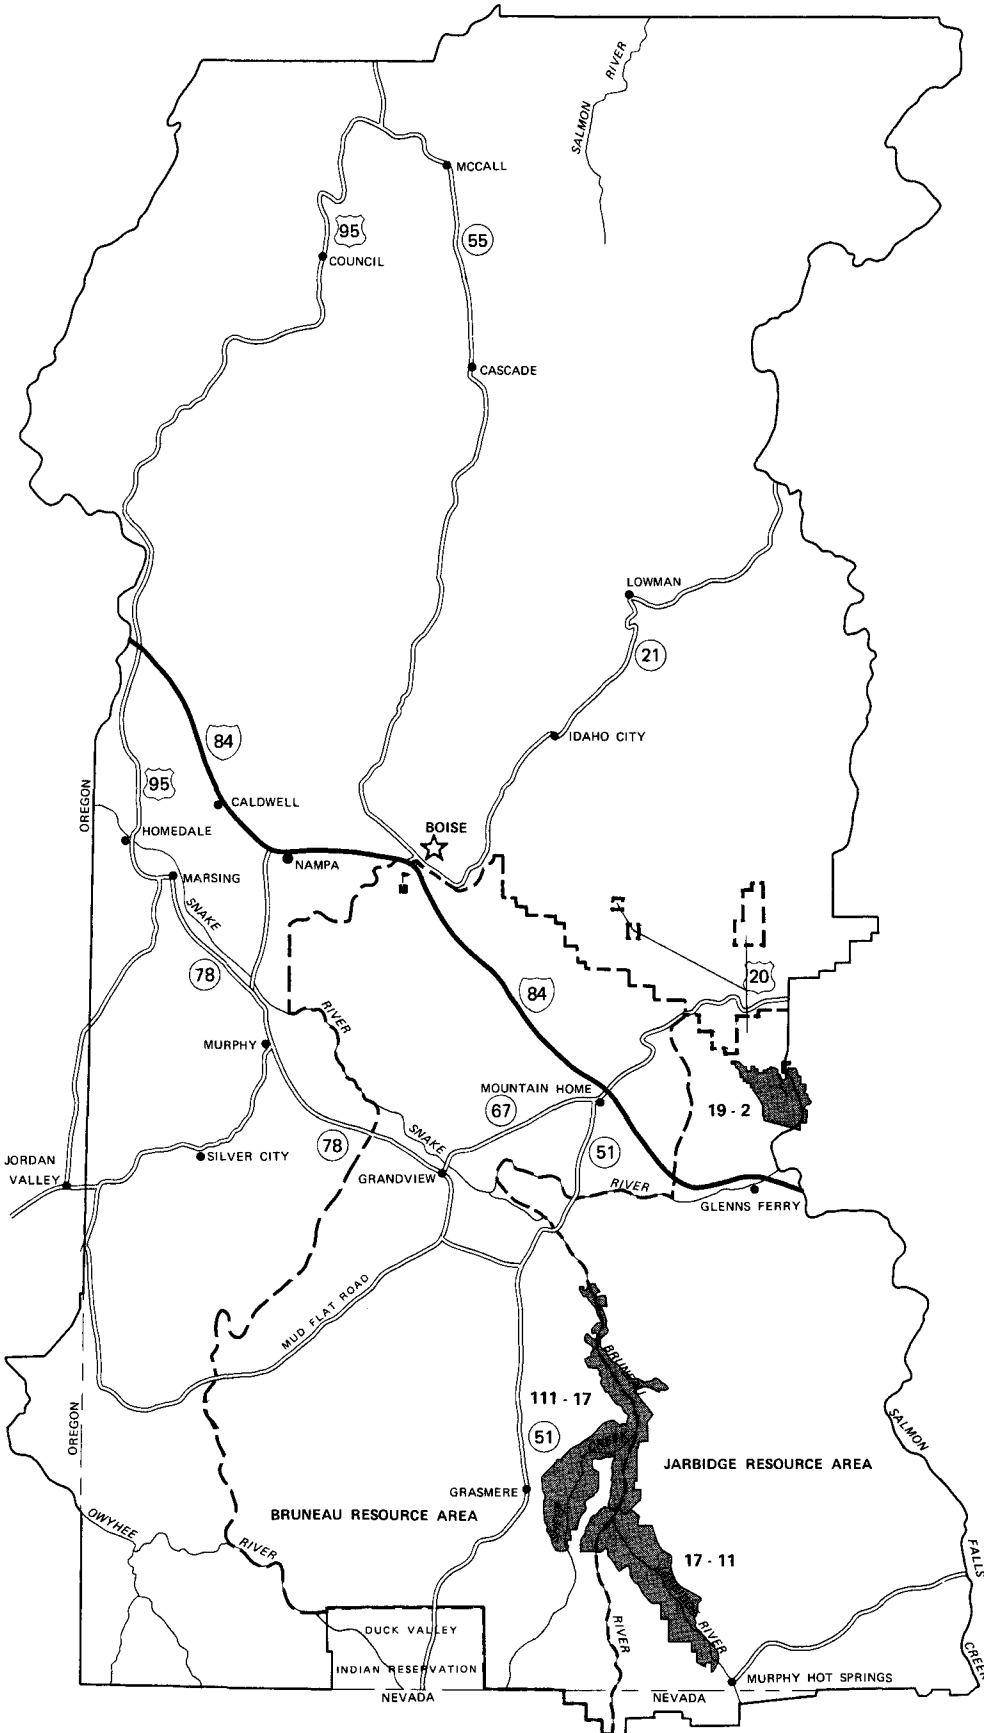 SALMON RIVER
MCCALL
95
55
COUNCIL
CASCADE
LOWMAN
21
IDAHO CITY
84
95
OREGON
CALDWELL
HOMEDALE
BOISE
NAMPA
MARSING
SNAKE
78
20
84
RIVER
MURPHY
MOUNTAIN HOME
67
19 - 2
78
SNAKE
51
JORDAN
VALLEY
SILVER CITY
GRANDVIEW
RIVER
GLENNS FERRY
MUD FLAT ROAD
111 - 17
OREGON
51
SALMON
JARBIDGE RESOURCE AREA
GRASMERE
BRUNEAU RESOURCE AREA
OWYHEE
RIVER
17 - 11
FALLS
RIVER
RIVER
DUCK VALLEY
INDIAN RESERVATION
CREEK
MURPHY HOT SPRINGS
NEVADA
NEVADA